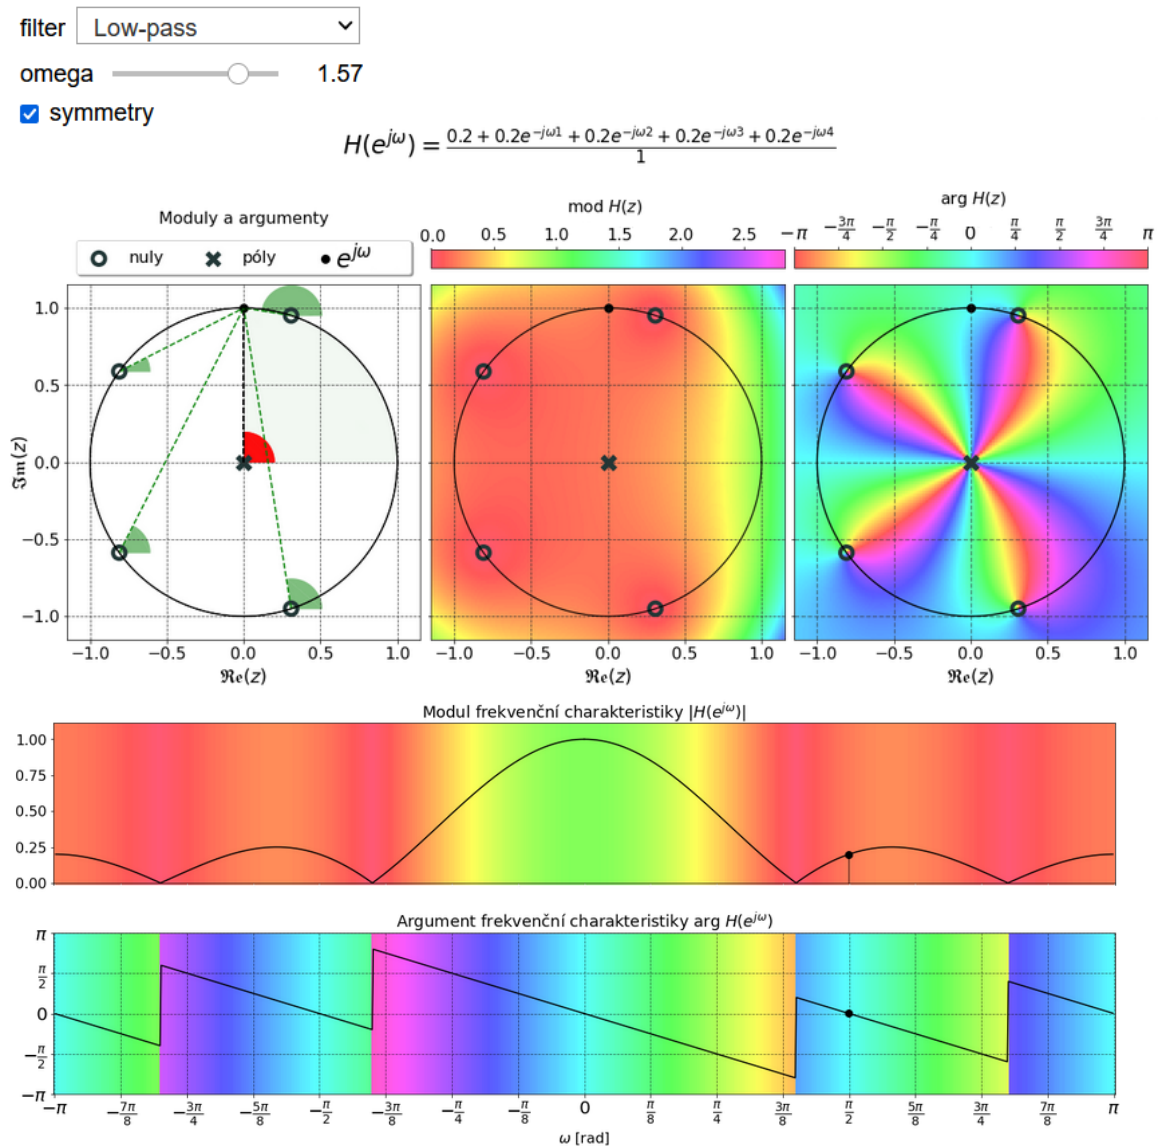 filter Low-pass
omega 1.57
symmetry
H(e^{jω}) = \frac{0.2 + 0.2e^{-jω1} + 0.2e^{-jω2} + 0.2e^{-jω3} + 0.2e^{-jω4}}{1}
Moduly a argumenty
nuly póly e^{jω}
mod H(z)
0.0 0.5 1.0 1.5 2.0 2.5
arg H(z)
−π −3π/4 −π/2 −π/4 0 π/4 π/2 3π/4 π
1.0
0.5
0.0
−0.5
−1.0
ℑm(z)
−1.0 −0.5 0.0 0.5 1.0
ℜe(z)
−1.0 −0.5 0.0 0.5 1.0
ℜe(z)
−1.0 −0.5 0.0 0.5 1.0
ℜe(z)
Modul frekvenční charakteristiky |H(e^{jω})|
1.00
0.75
0.50
0.25
0.00
Argument frekvenční charakteristiky arg H(e^{jω})
π
π/2
0
−π/2
−π
−π −7π/8 −3π/4 −5π/8 −π/2 −3π/8 −π/4 −π/8 0 π/8 π/4 3π/8 π/2 5π/8 3π/4 7π/8 π
ω [rad]